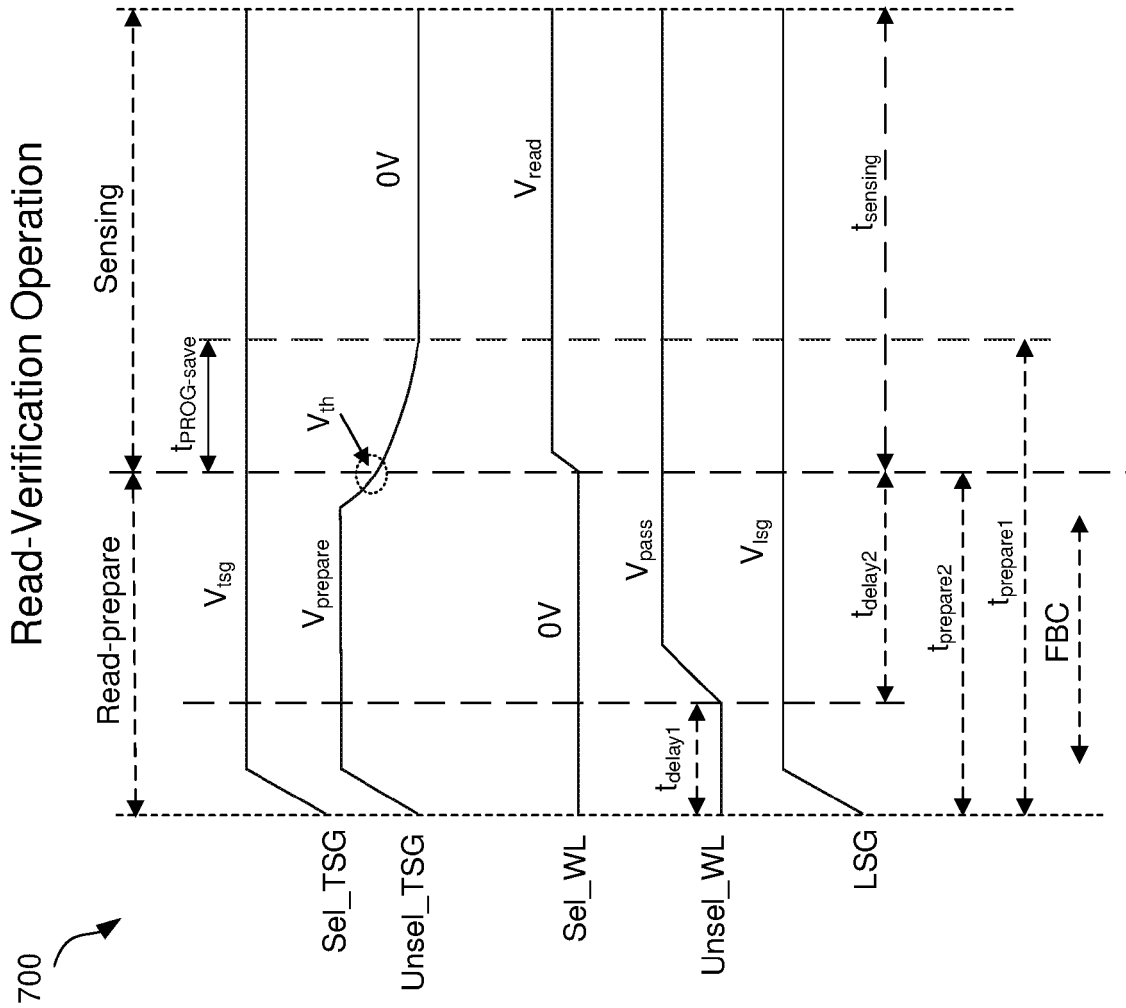 700
Read-Verification Operation
Read-prepare
Sensing
tPROG-save
Vtsg
Sel_TSG
Vprepare
Vth
0V
Unsel_TSG
0V
Vread
Sel_WL
Vpass
tdelay1
Unsel_WL
Vlsg
LSG
tdelay2
tsensing
tprepare2
tprepare1
FBC